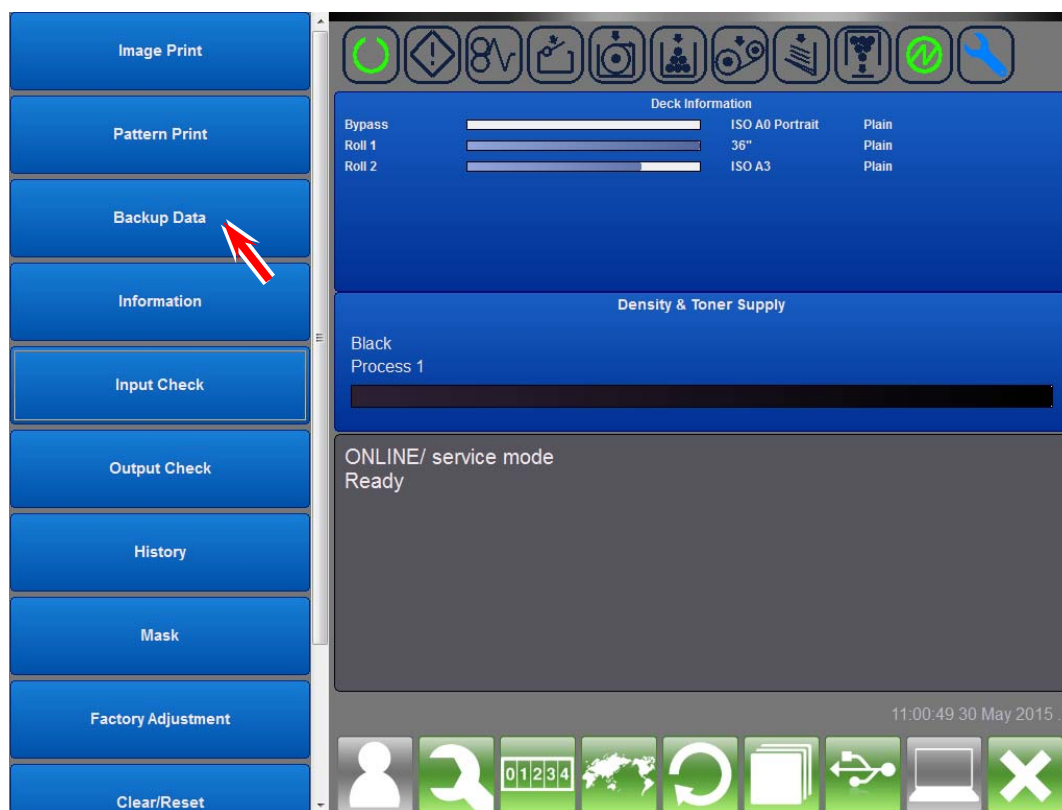 Image Print
Pattern Print
Backup Data
Information
Input Check
Output Check
History
Mask
Factory Adjustment
Clear/Reset
Deck Information
Bypass ISO A0 Portrait Plain
Roll 1 36" Plain
Roll 2 ISO A3 Plain
Density & Toner Supply
Black
Process 1
ONLINE/ service mode
Ready
11:00:49 30 May 2015 .
01234